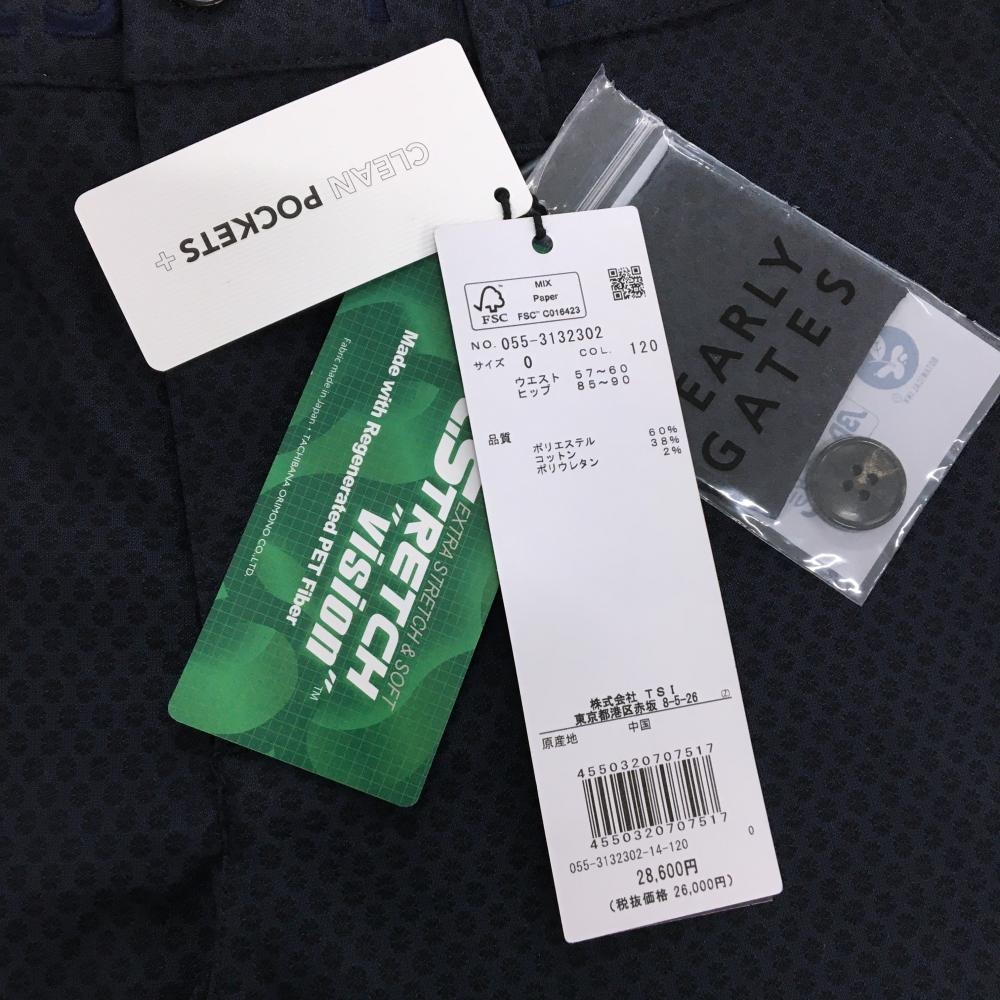 CLEAN POCKETS +
EARLY
GATES
MIX
Paper
FSC™ C016423
FSC
NO. 055-3132302
サイズ 0 COL. 120
ウエスト 57～60
ヒップ 85～90
品質
ポリエステル 60%
コットン 38%
ポリウレタン 2%
株式会社 TSI
東京都港区赤坂 8-5-26
原産地 中国
4550320707517
4550320707517
055-3132302-14-120 0
28,600円
(税抜価格 26,000円)
EXTRA STRETCH & SOFT
STRETCH
"vision"™
Made with Regenerated PET Fiber
Fabric made in Japan・TACHIBANA ORIMONO CO.,LTD.